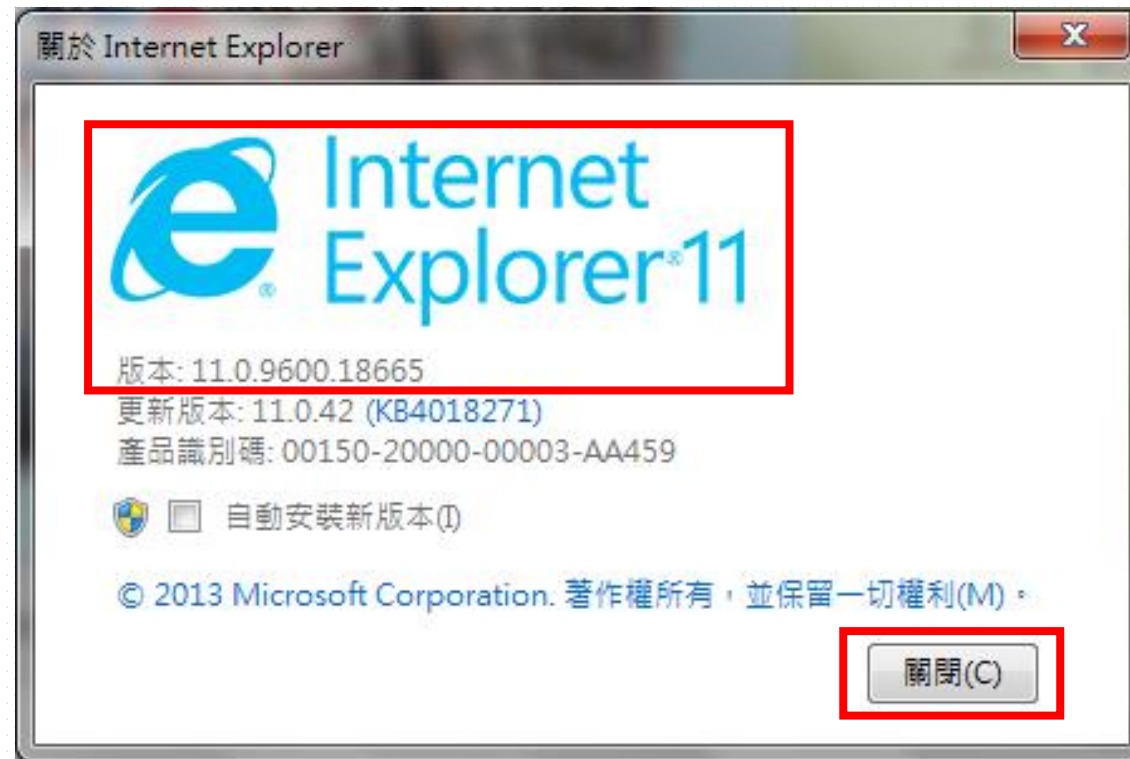 關於 Internet Explorer
Internet
Explorer®11
版本: 11.0.9600.18665
更新版本: 11.0.42 (KB4018271)
產品識別碼: 00150-20000-00003-AA459
自動安裝新版本(I)
© 2013 Microsoft Corporation. 著作權所有，並保留一切權利(M)。
關閉(C)